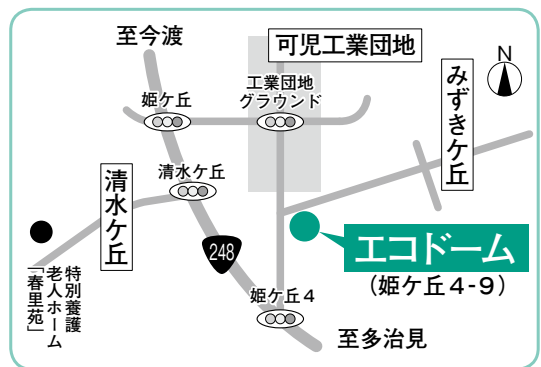 至今渡
可児工業団地
N
工業団地
グラウンド
姫ケ丘
みずきケ丘
清水ケ丘
清水ケ丘
248
エコドーム
(姫ケ丘4-9)
特別養護
老人ホーム
「春里苑」
姫ケ丘4
至多治見